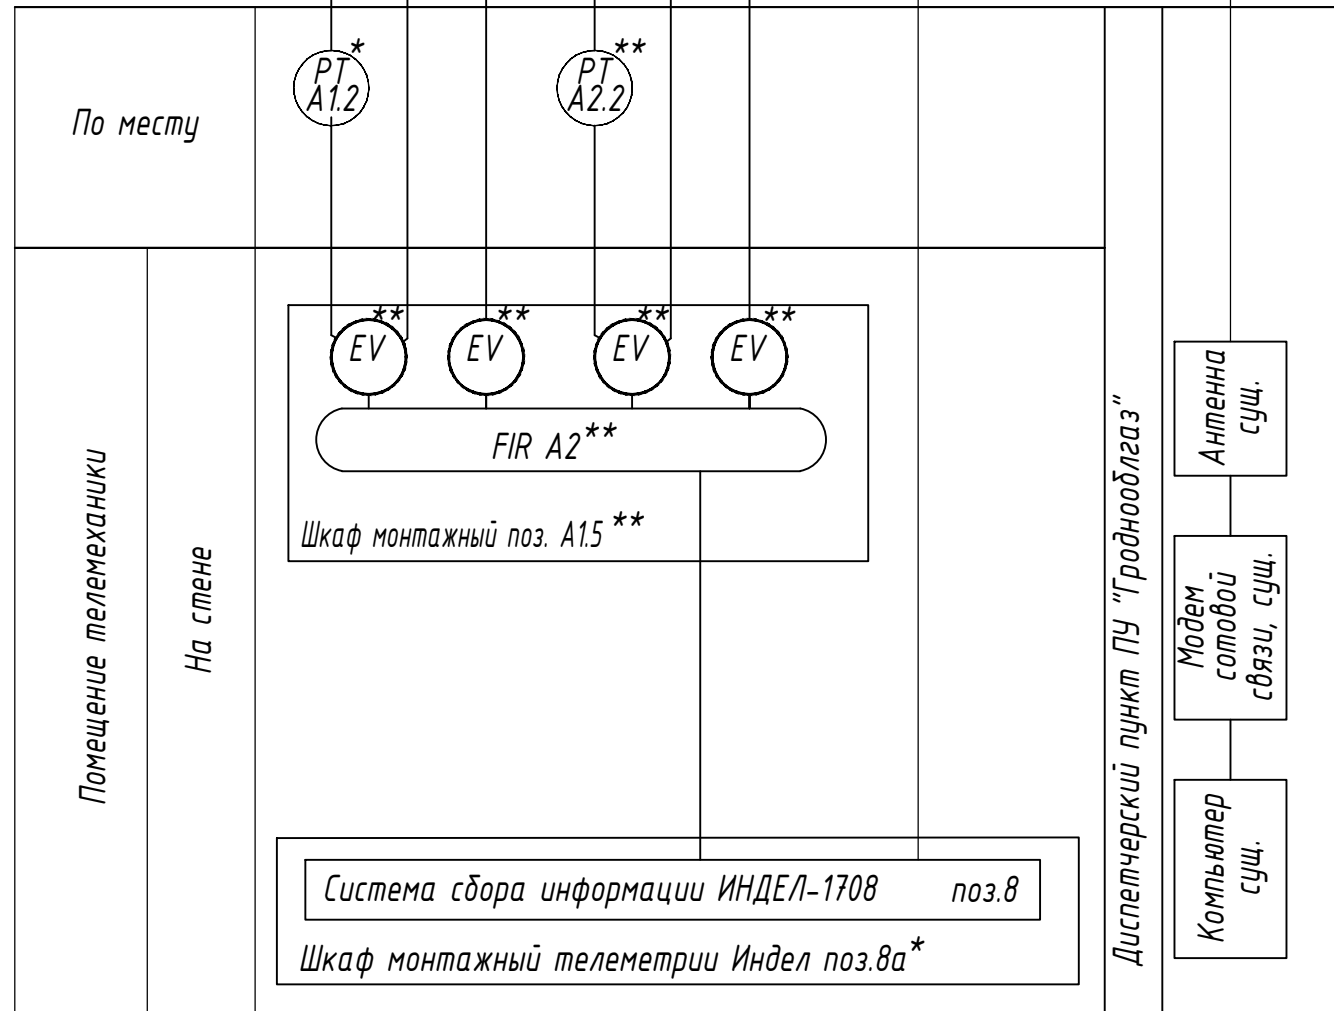 По месту
*
PT
A1.2
**
PT
A2.2
Помещение телемеханики
На стене
**
EV
**
EV
**
EV
**
EV
FIR A2**
Шкаф монтажный поз. А1.5 **
Система сбора информации ИНДЕЛ-1708 поз.8
Шкаф монтажный телеметрии Индел поз.8а*
Диспетчерский пункт ПУ "Гроднооблгаз"
Антенна
сущ.
Модем
сотовой
связи, сущ.
Компьютер
сущ.